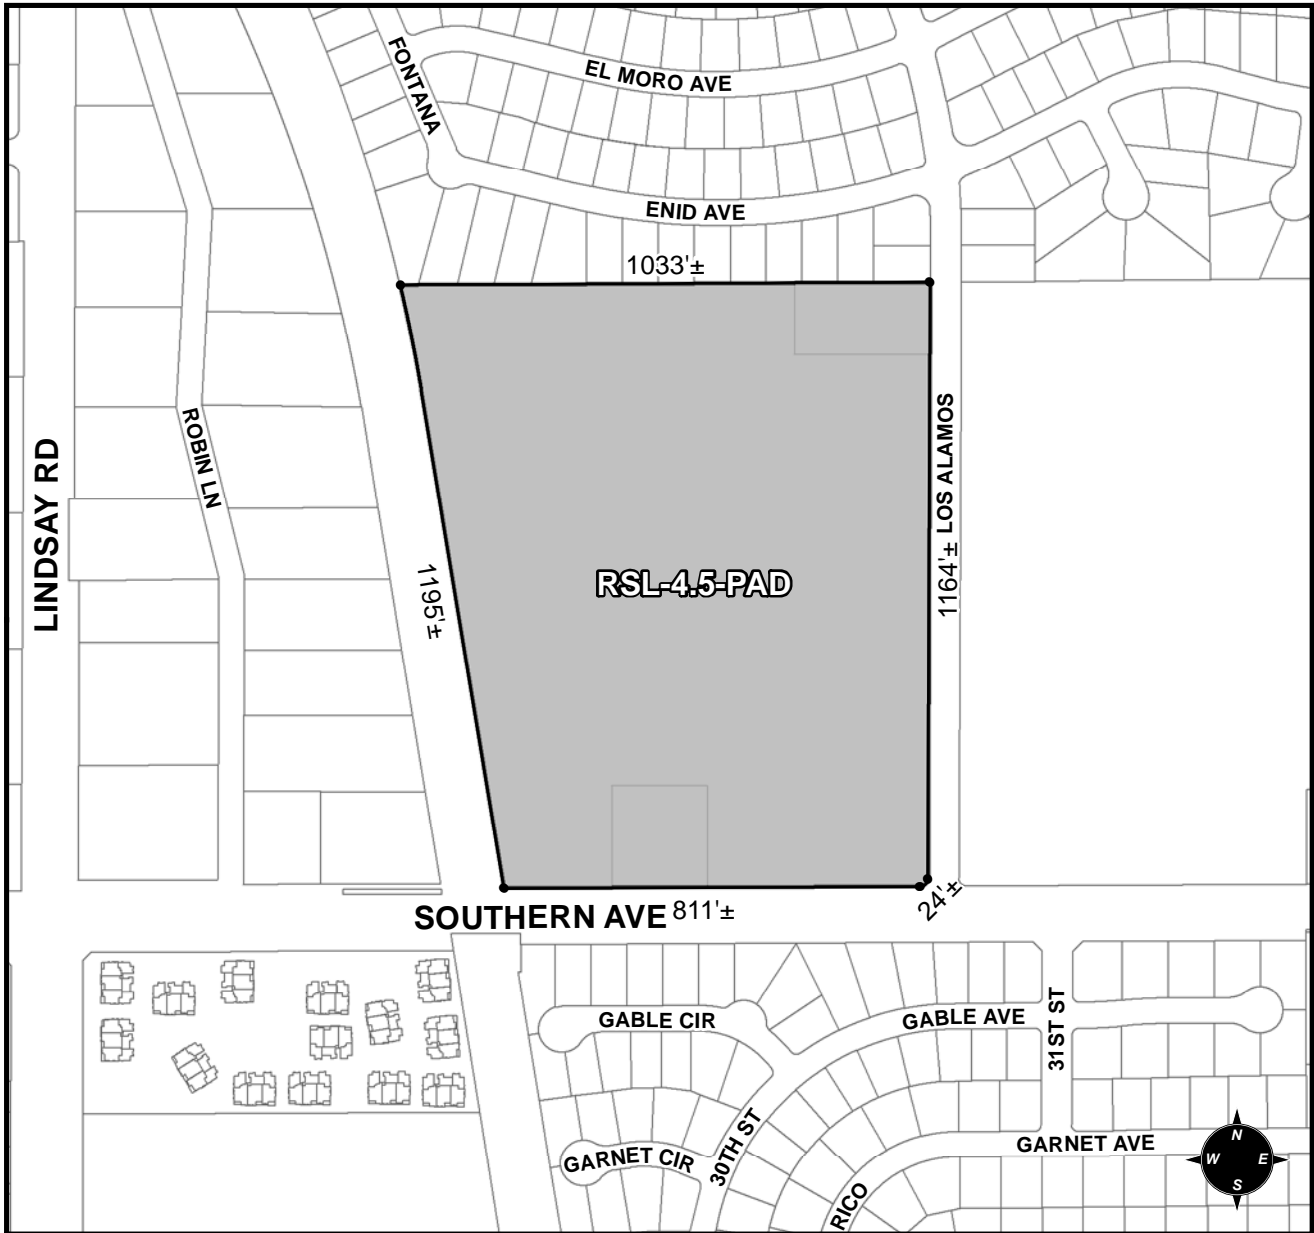 FONTANA
EL MORO AVE
ENID AVE
1033'±
LINDSAY RD
ROBIN LN
LOS ALAMOS
1164'±
1195'±
RSL-4.5-PAD
SOUTHERN AVE
811'±
24'±
GABLE CIR
GABLE AVE
31ST ST
30TH ST
GARNET CIR
GARNET AVE
RICO
N
W
E
S